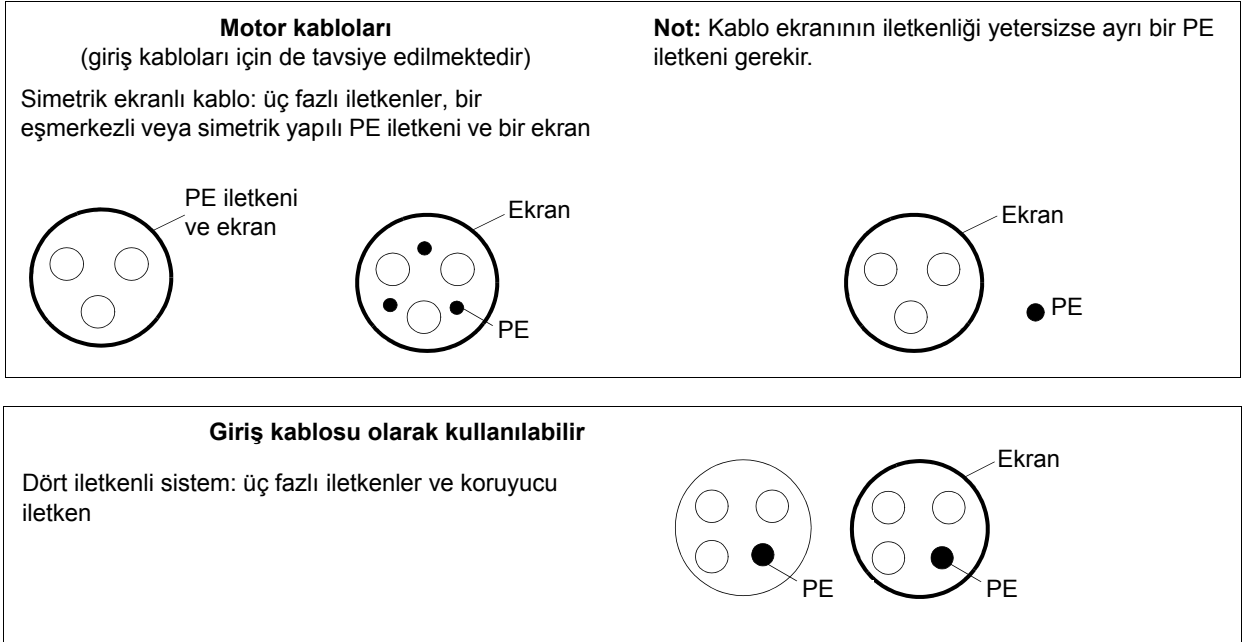 Motor kabloları
(giriş kabloları için de tavsiye edilmektedir)
Simetrik ekranlı kablo: üç fazlı iletkenler, bir
eşmerkezli veya simetrik yapılı PE iletkeni ve bir ekran
Not: Kablo ekranının iletkenliği yetersizse ayrı bir PE
iletkeni gerekir.
PE iletkeni
ve ekran
Ekran
PE
Ekran
PE
Giriş kablosu olarak kullanılabilir
Dört iletkenli sistem: üç fazlı iletkenler ve koruyucu
iletken
PE
Ekran
PE